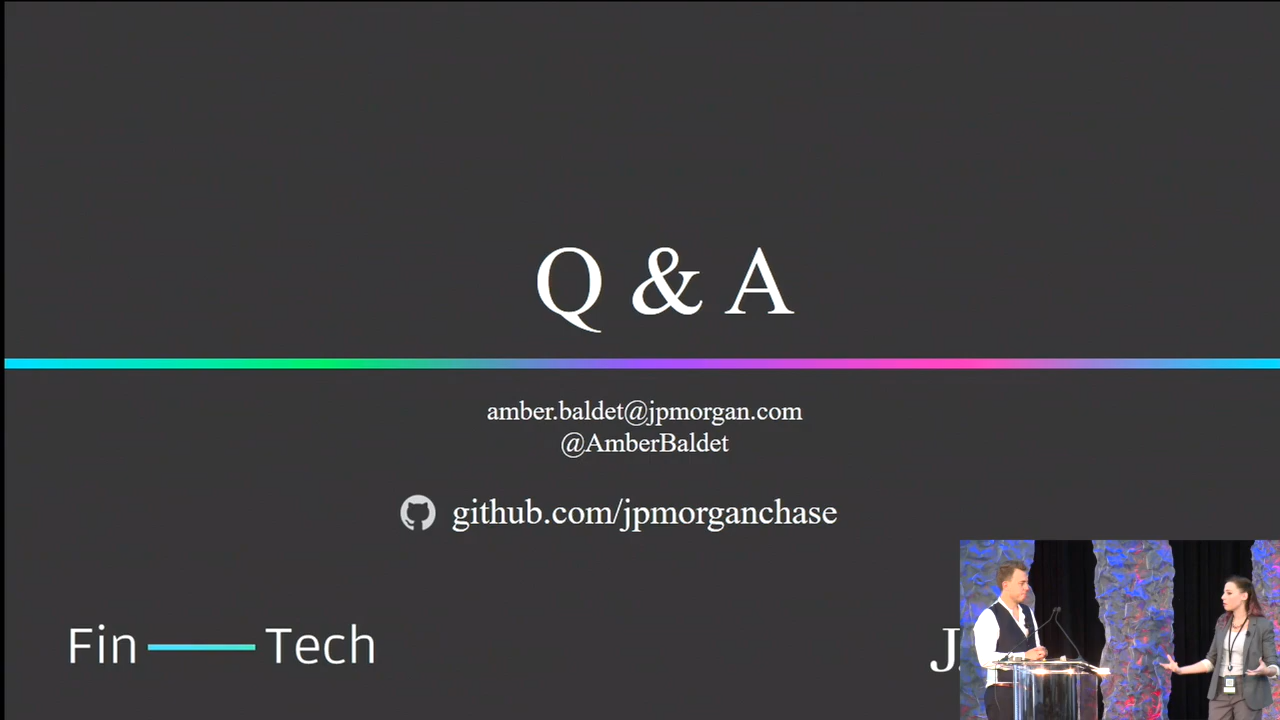 Q & A
amber.baldet@jpmorgan.com
@AmberBaldet
github.com/jpmorganchase
Fin Tech
J.